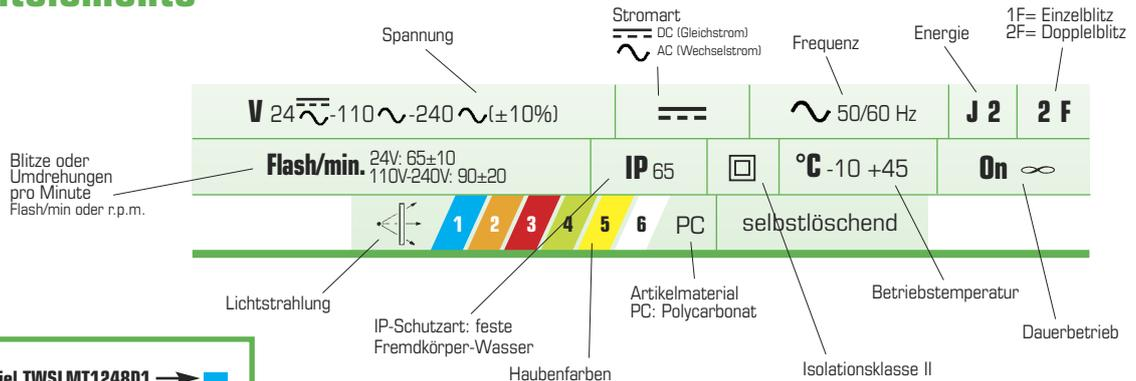 Stromart
DC (Gleichstrom)
AC (Wechselstrom)
Spannung
Frequenz
Energie
1F= Einzelblitz
2F= Dopplelblitz
V 24 -110 -240 (±10%)
50/60 Hz
J 2
2 F
Blitze oder
Umdrehungen
pro Minute
Flash/min oder r.p.m.
Flash/min. 24V: 65±10
110V-240V: 90±20
IP 65
°C -10 +45
On ∞
1 2 3 4 5 6 PC
selbstlöschend
Lichtstrahlung
IP-Schutzart: feste
Fremdkörper-Wasser
Haubenfarben
Artikelmaterial
PC: Polycarbonat
Isolationsklasse II
Betriebstemperatur
Dauerbetrieb